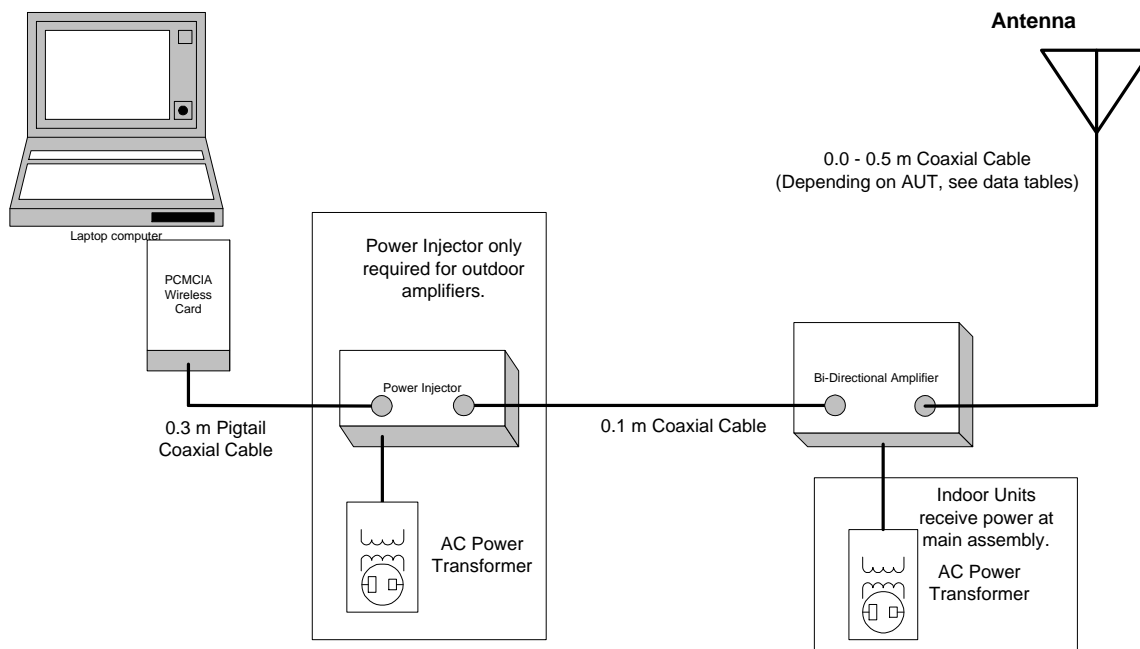 Antenna
0.0 - 0.5 m Coaxial Cable
(Depending on AUT, see data tables)
Laptop computer
PCMCIA
Wireless
Card
Power Injector only
required for outdoor
amplifiers.
Power Injector
Bi-Directional Amplifier
0.3 m Pigtail
Coaxial Cable
0.1 m Coaxial Cable
AC Power
Transformer
Indoor Units
receive power at
main assembly.
AC Power
Transformer